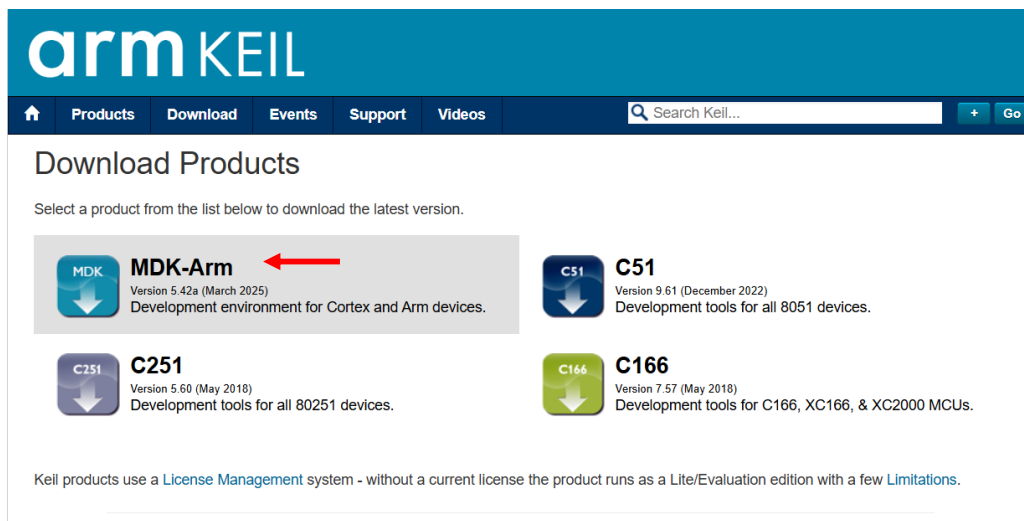 arm KEIL
Products Download Events Support Videos Search Keil... + Go
Download Products
Select a product from the list below to download the latest version.
MDK
MDK-Arm
Version 5.42a (March 2025)
Development environment for Cortex and Arm devices.
C51
C51
Version 9.61 (December 2022)
Development tools for all 8051 devices.
C251
C251
Version 5.60 (May 2018)
Development tools for all 80251 devices.
C166
C166
Version 7.57 (May 2018)
Development tools for C166, XC166, & XC2000 MCUs.
Keil products use a License Management system - without a current license the product runs as a Lite/Evaluation edition with a few Limitations.